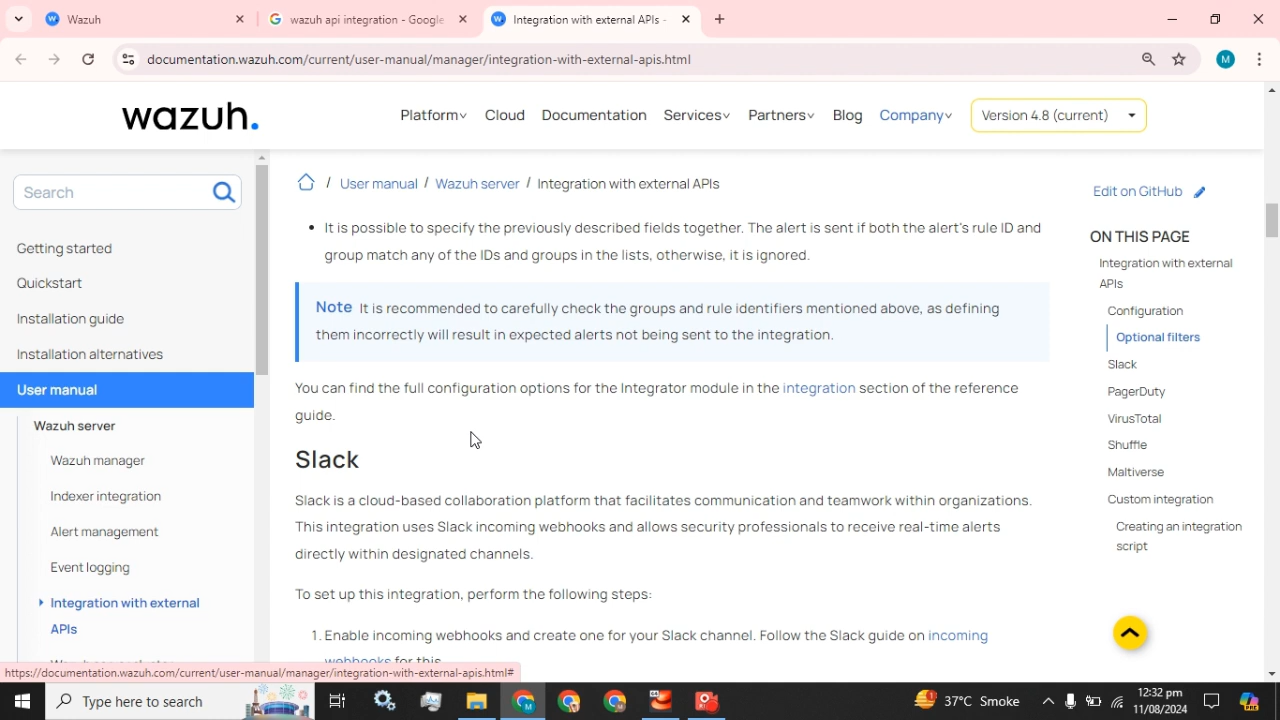 Wazuh
wazuh api integration - Google
Integration with external APIs -
documentation.wazuh.com/current/user-manual/manager/integration-with-external-apis.html
M
wazuh.
Platform
Cloud
Documentation
Services
Partners
Blog
Company
Version 4.8 (current)
Search
Getting started
Quickstart
Installation guide
Installation alternatives
User manual
Wazuh server
Wazuh manager
Indexer integration
Alert management
Event logging
Integration with external
APIs
/ User manual / Wazuh server / Integration with external APIs
• It is possible to specify the previously described fields together. The alert is sent if both the alert's rule ID and
group match any of the IDs and groups in the lists, otherwise, it is ignored.
Note It is recommended to carefully check the groups and rule identifiers mentioned above, as defining
them incorrectly will result in expected alerts not being sent to the integration.
You can find the full configuration options for the Integrator module in the integration section of the reference
guide.
Slack
Slack is a cloud-based collaboration platform that facilitates communication and teamwork within organizations.
This integration uses Slack incoming webhooks and allows security professionals to receive real-time alerts
directly within designated channels.
To set up this integration, perform the following steps:
1. Enable incoming webhooks and create one for your Slack channel. Follow the Slack guide on incoming
webhooks for this
Edit on GitHub
ON THIS PAGE
Integration with external
APIs
Configuration
Optional filters
Slack
PagerDuty
VirusTotal
Shuffle
Maltiverse
Custom integration
Creating an integration
script
https://documentation.wazuh.com/current/user-manual/manager/integration-with-external-apis.html#
Type here to search
1
37°C Smoke
12:32 pm
11/08/2024